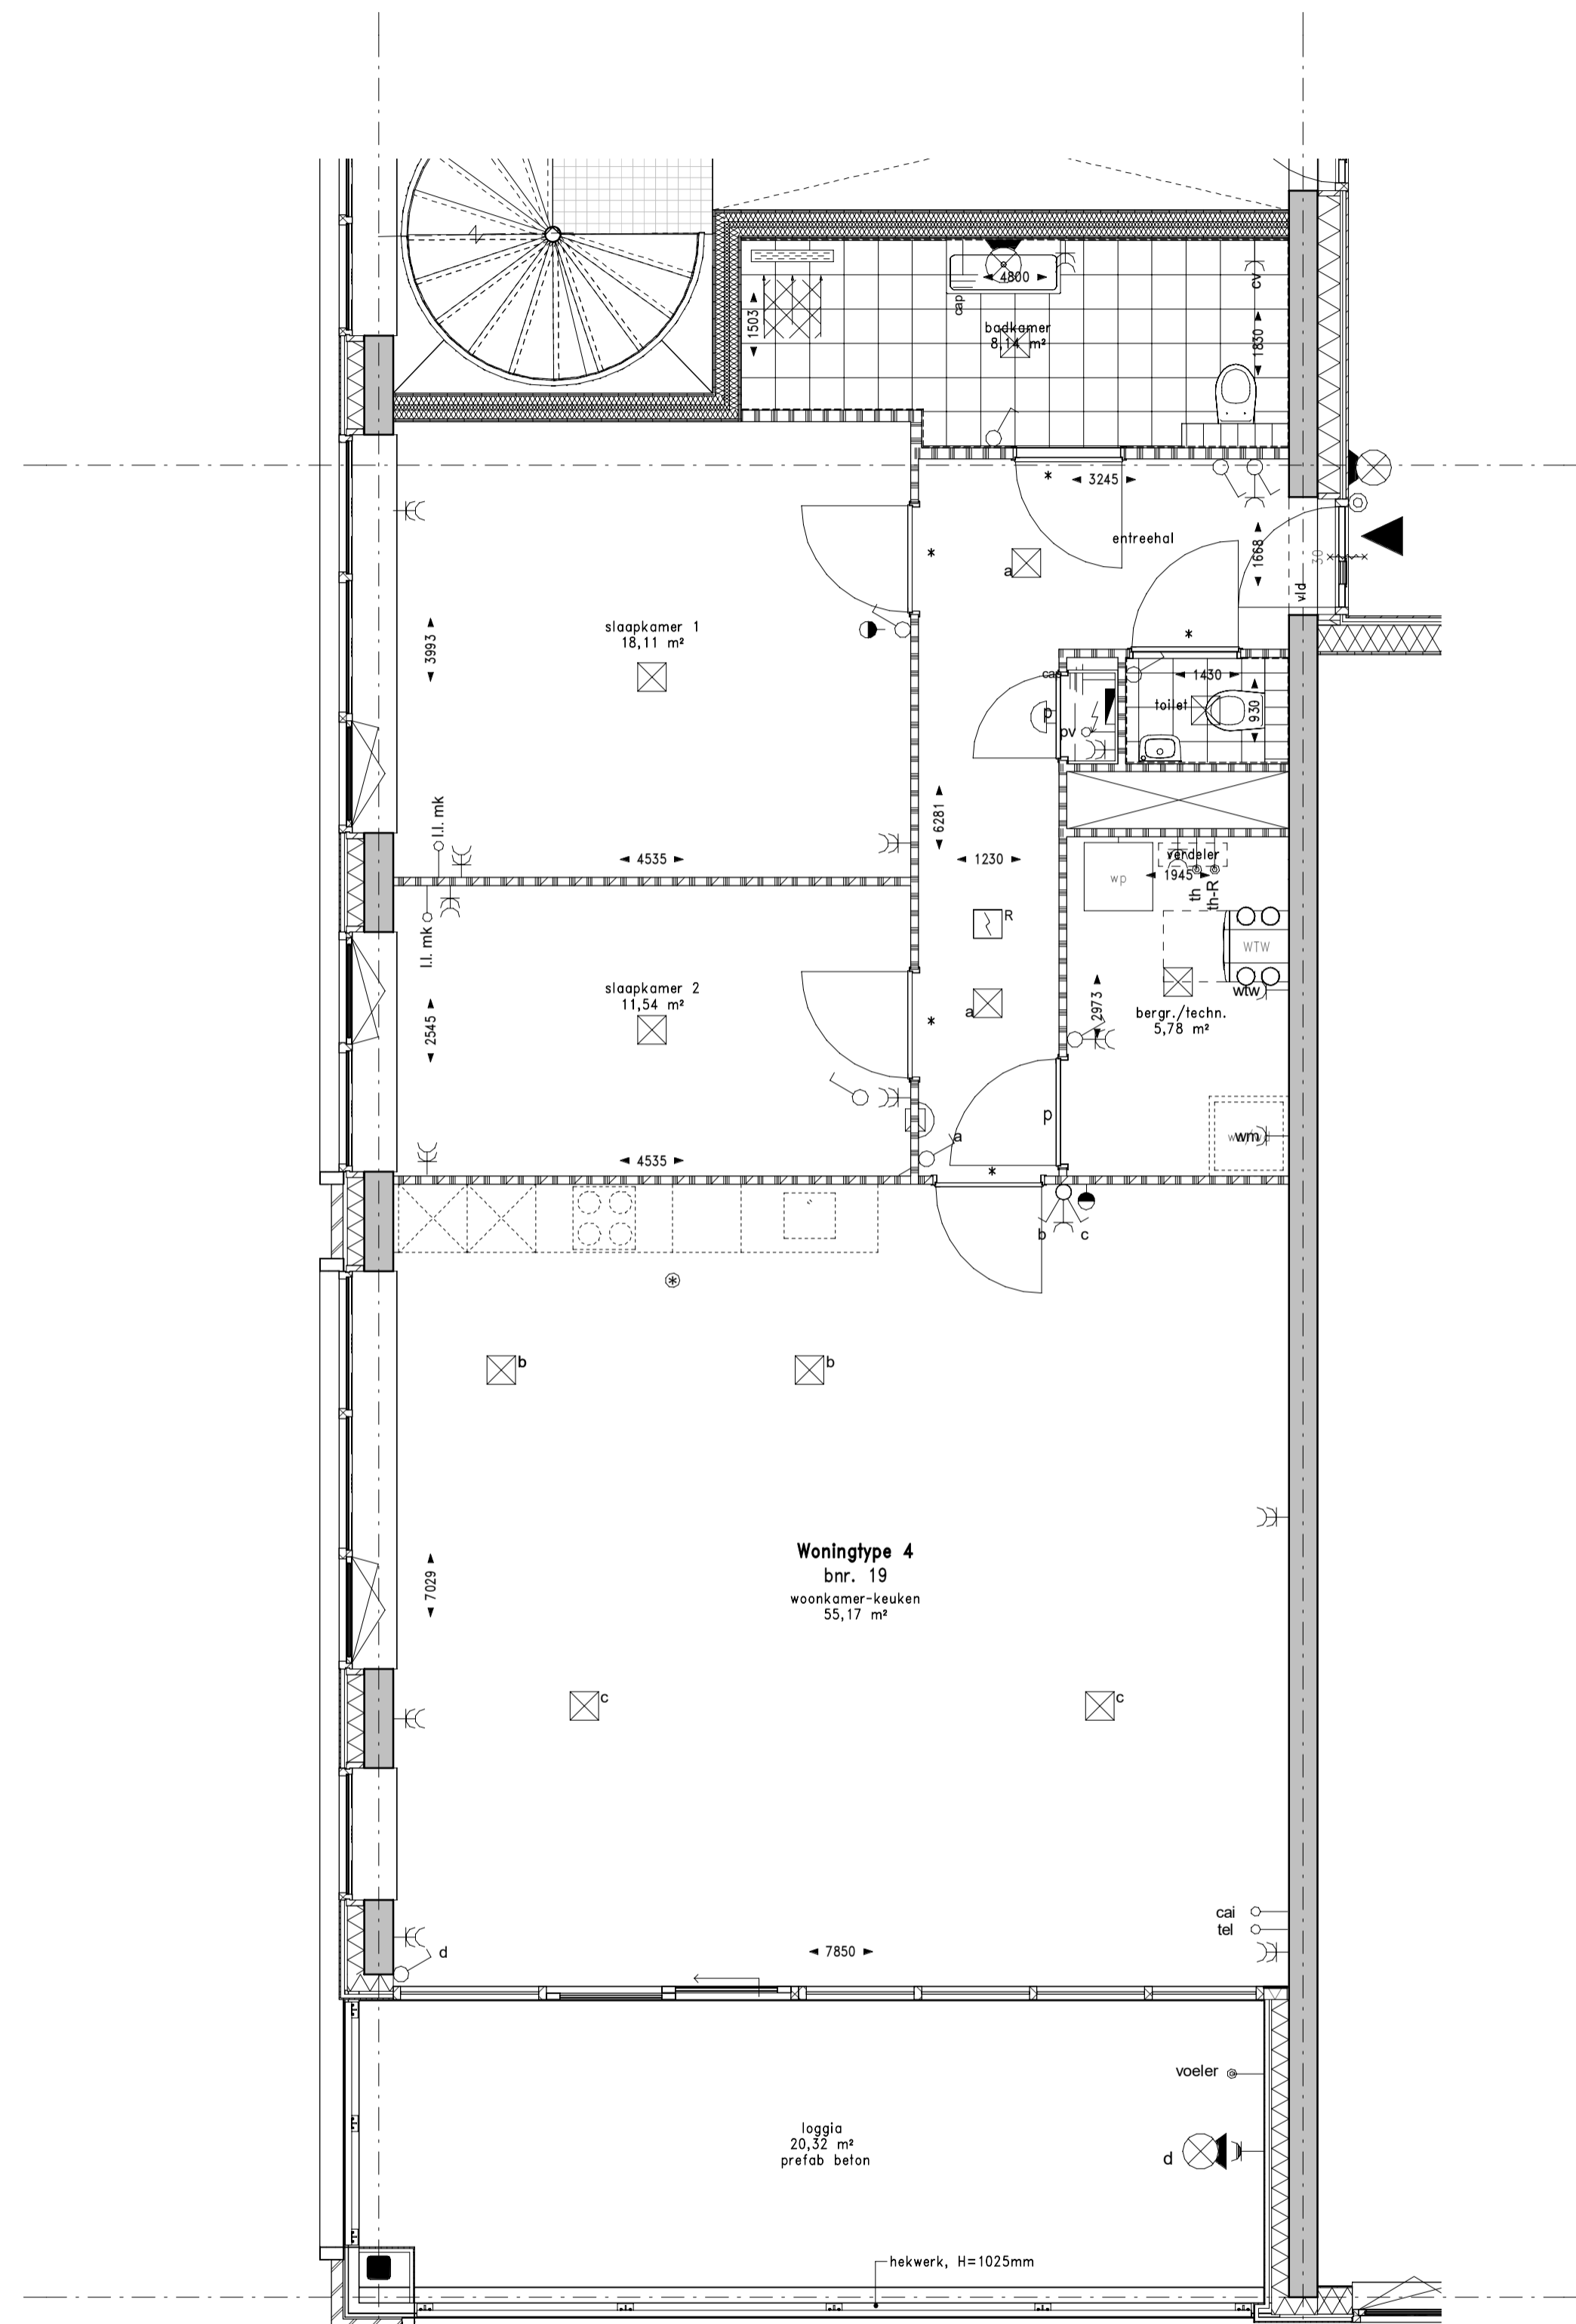 4800
cap
1503
badkamer
8,14 m²
cv
1830
3245
entreehal
1668
30
vld
a
slaapkamer 1
18,11 m²
3993
1430
toilet
930
p
pv
l.l. mk
6281
4535
1230
verdeler
wp
1945
th
th-R
R
WTW
wtw
l.l. mk
slaapkamer 2
11,54 m²
2545
a
2973
bergr./techn.
5,78 m²
p
wm
a
4535
b
c
b
b
Woningtype 4
bnr. 19
woonkamer-keuken
55,17 m²
7029
c
c
cai
tel
d
7850
voeler
loggia
20,32 m²
prefab beton
d
hekwerk, H=1025mm